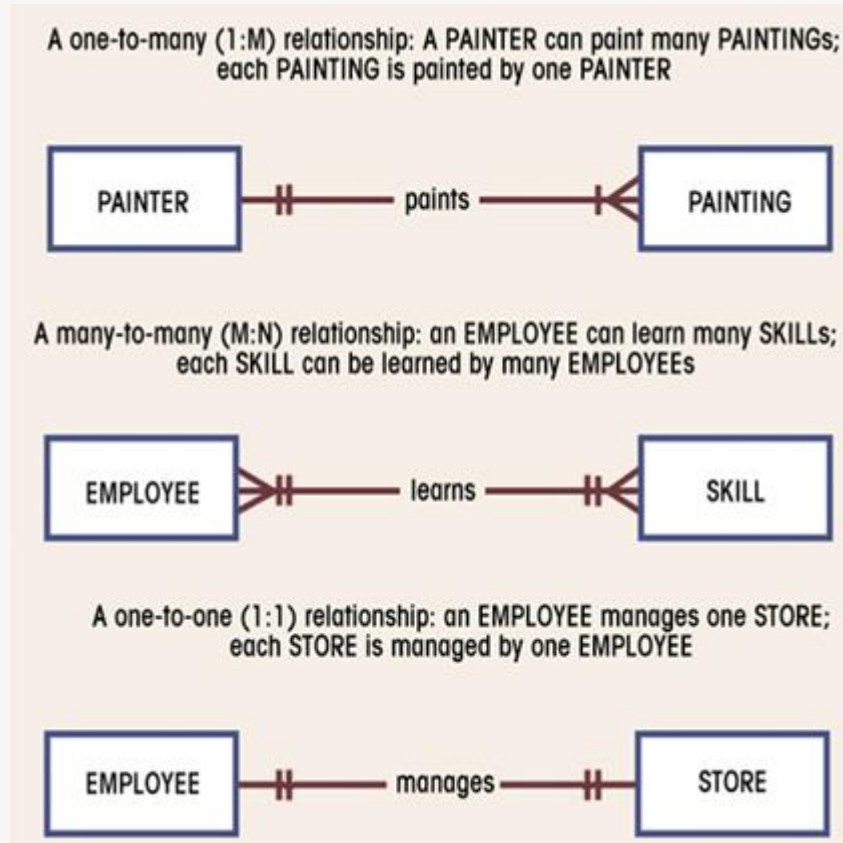 A one-to-many (1:M) relationship: A PAINTER can paint many PAINTINGs;
each PAINTING is painted by one PAINTER
PAINTER paints PAINTING
A many-to-many (M:N) relationship: an EMPLOYEE can learn many SKILLs;
each SKILL can be learned by many EMPLOYEEs
EMPLOYEE learns SKILL
A one-to-one (1:1) relationship: an EMPLOYEE manages one STORE;
each STORE is managed by one EMPLOYEE
EMPLOYEE manages STORE